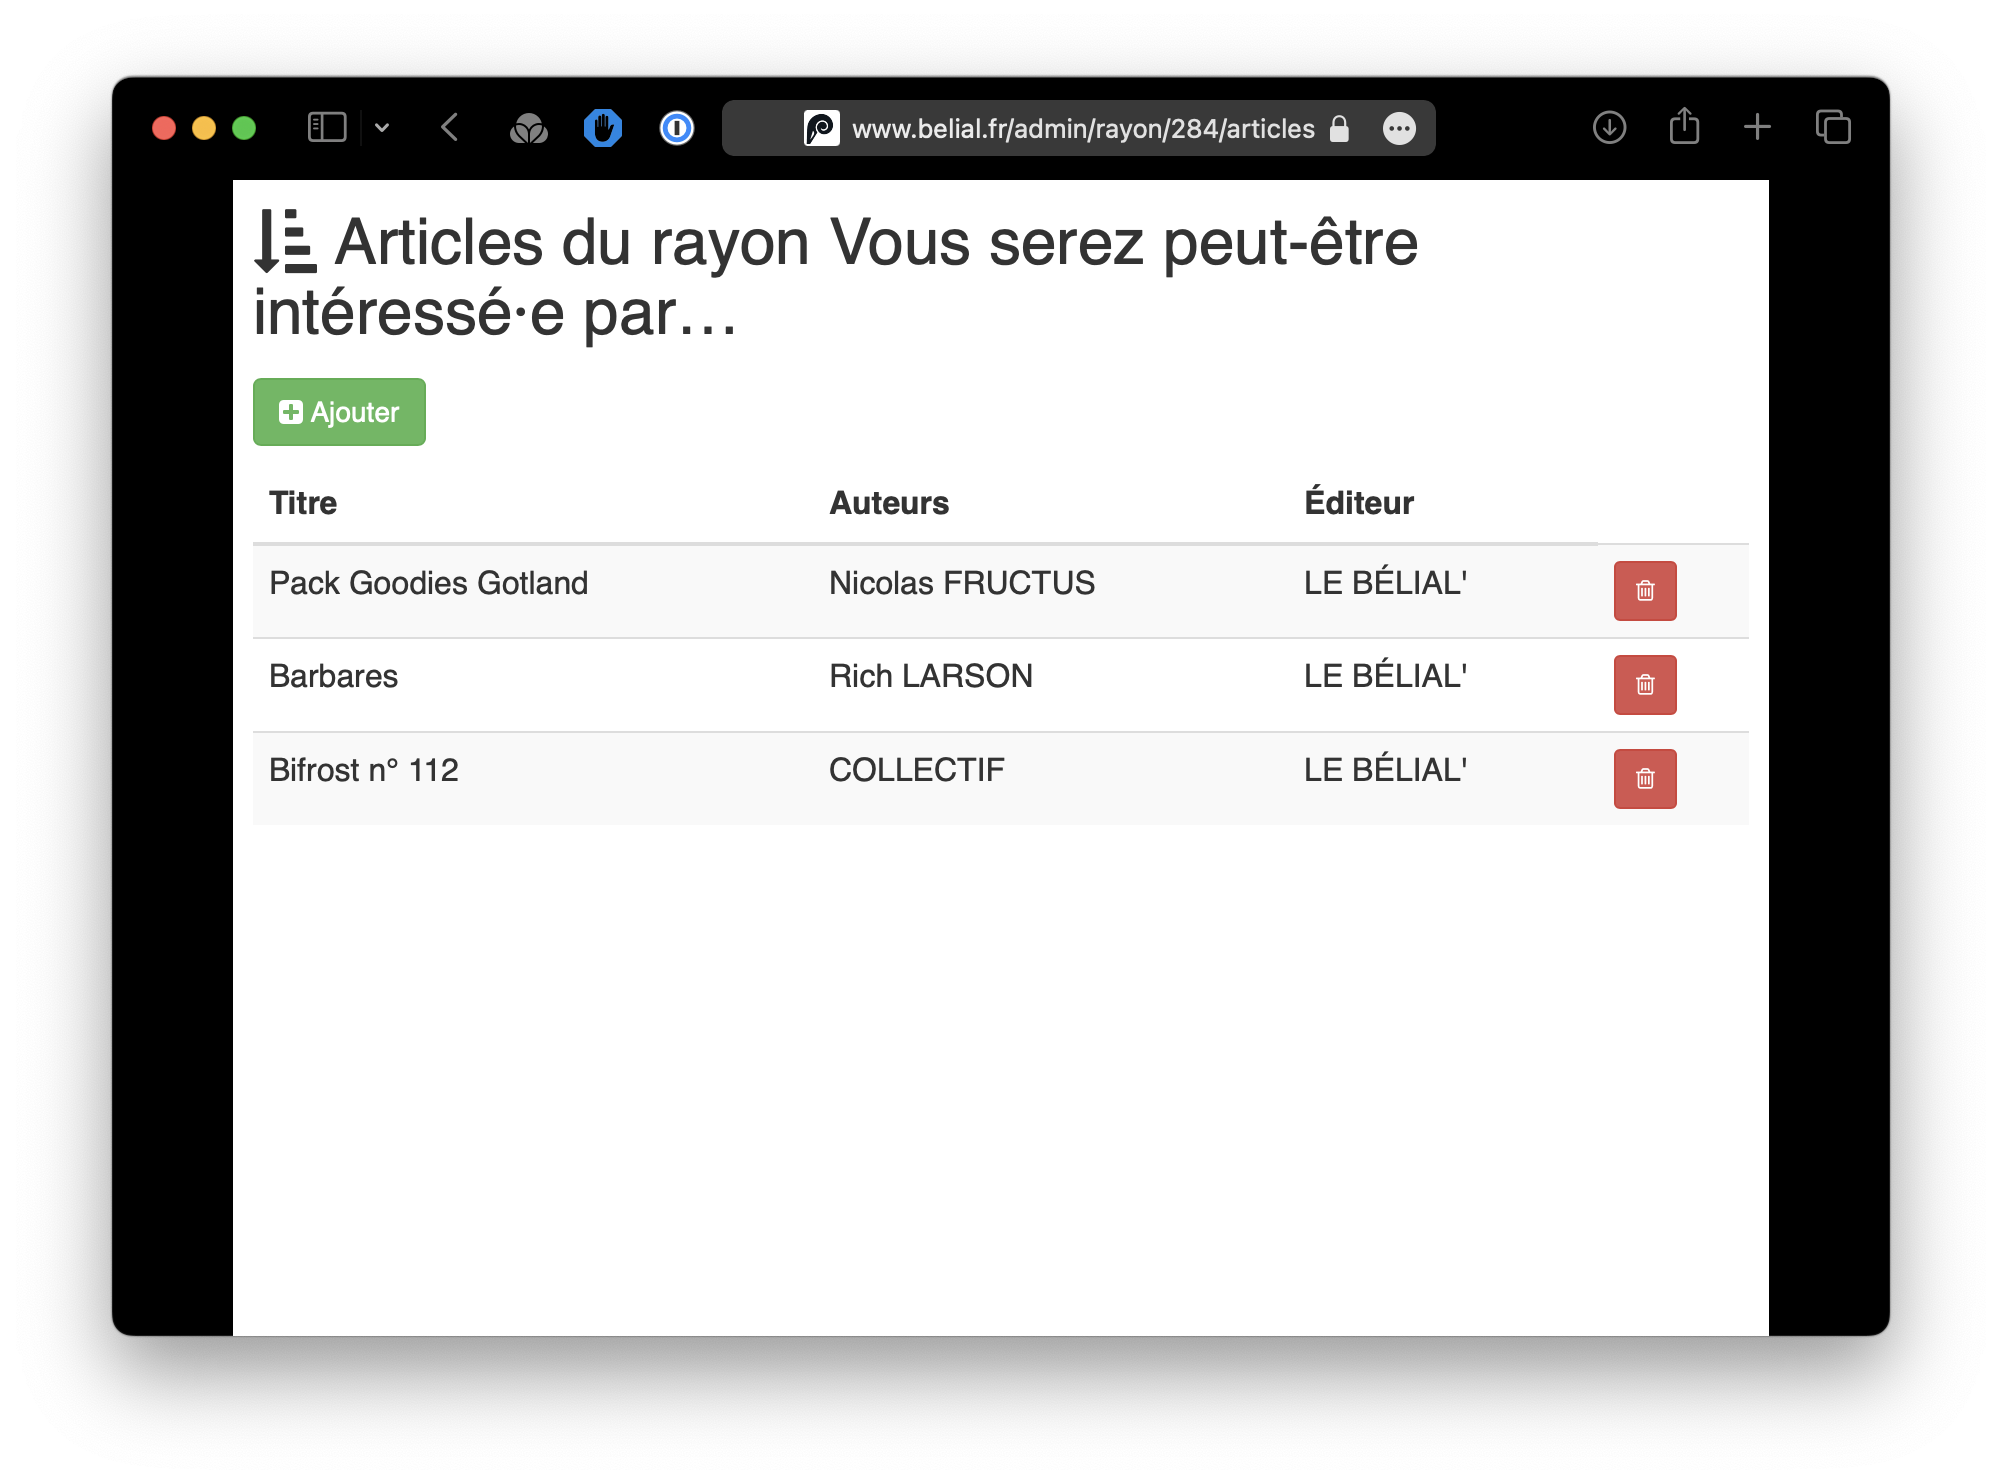 www.belial.fr/admin/rayon/284/articles
Articles du rayon Vous serez peut-être
intéressé·e par…
Ajouter
Titre Auteurs Éditeur
Pack Goodies Gotland Nicolas FRUCTUS LE BÉLIAL'
Barbares Rich LARSON LE BÉLIAL'
Bifrost n° 112 COLLECTIF LE BÉLIAL'